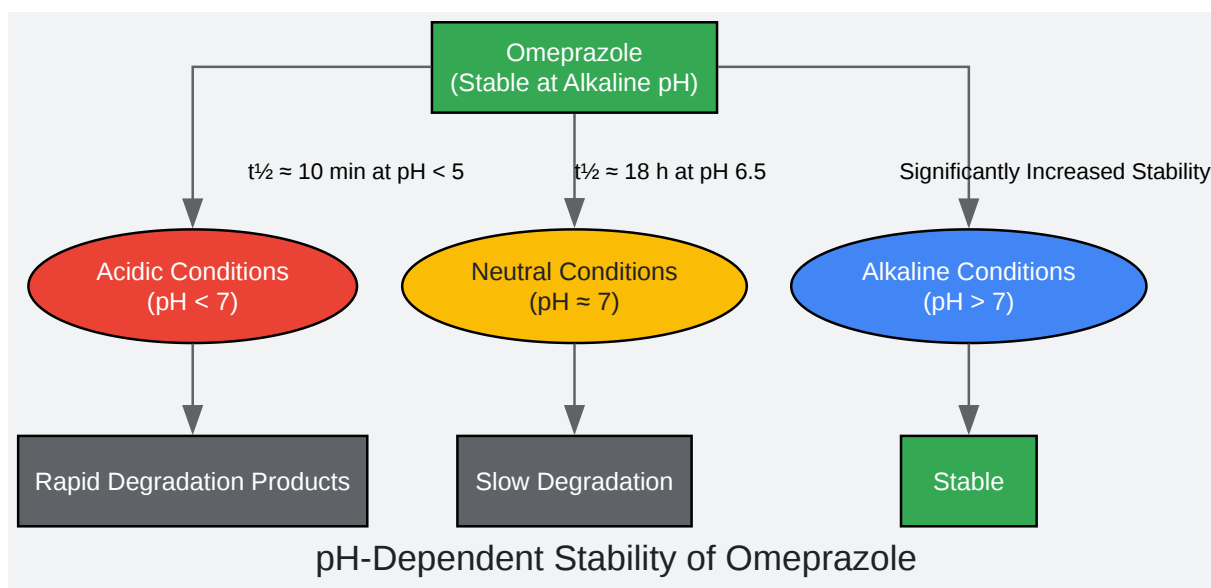 Omeprazole
(Stable at Alkaline pH)
t½ ≈ 10 min at pH < 5
t½ ≈ 18 h at pH 6.5
Significantly Increased Stability
Acidic Conditions
(pH < 7)
Neutral Conditions
(pH ≈ 7)
Alkaline Conditions
(pH > 7)
Rapid Degradation Products
Slow Degradation
Stable
pH-Dependent Stability of Omeprazole